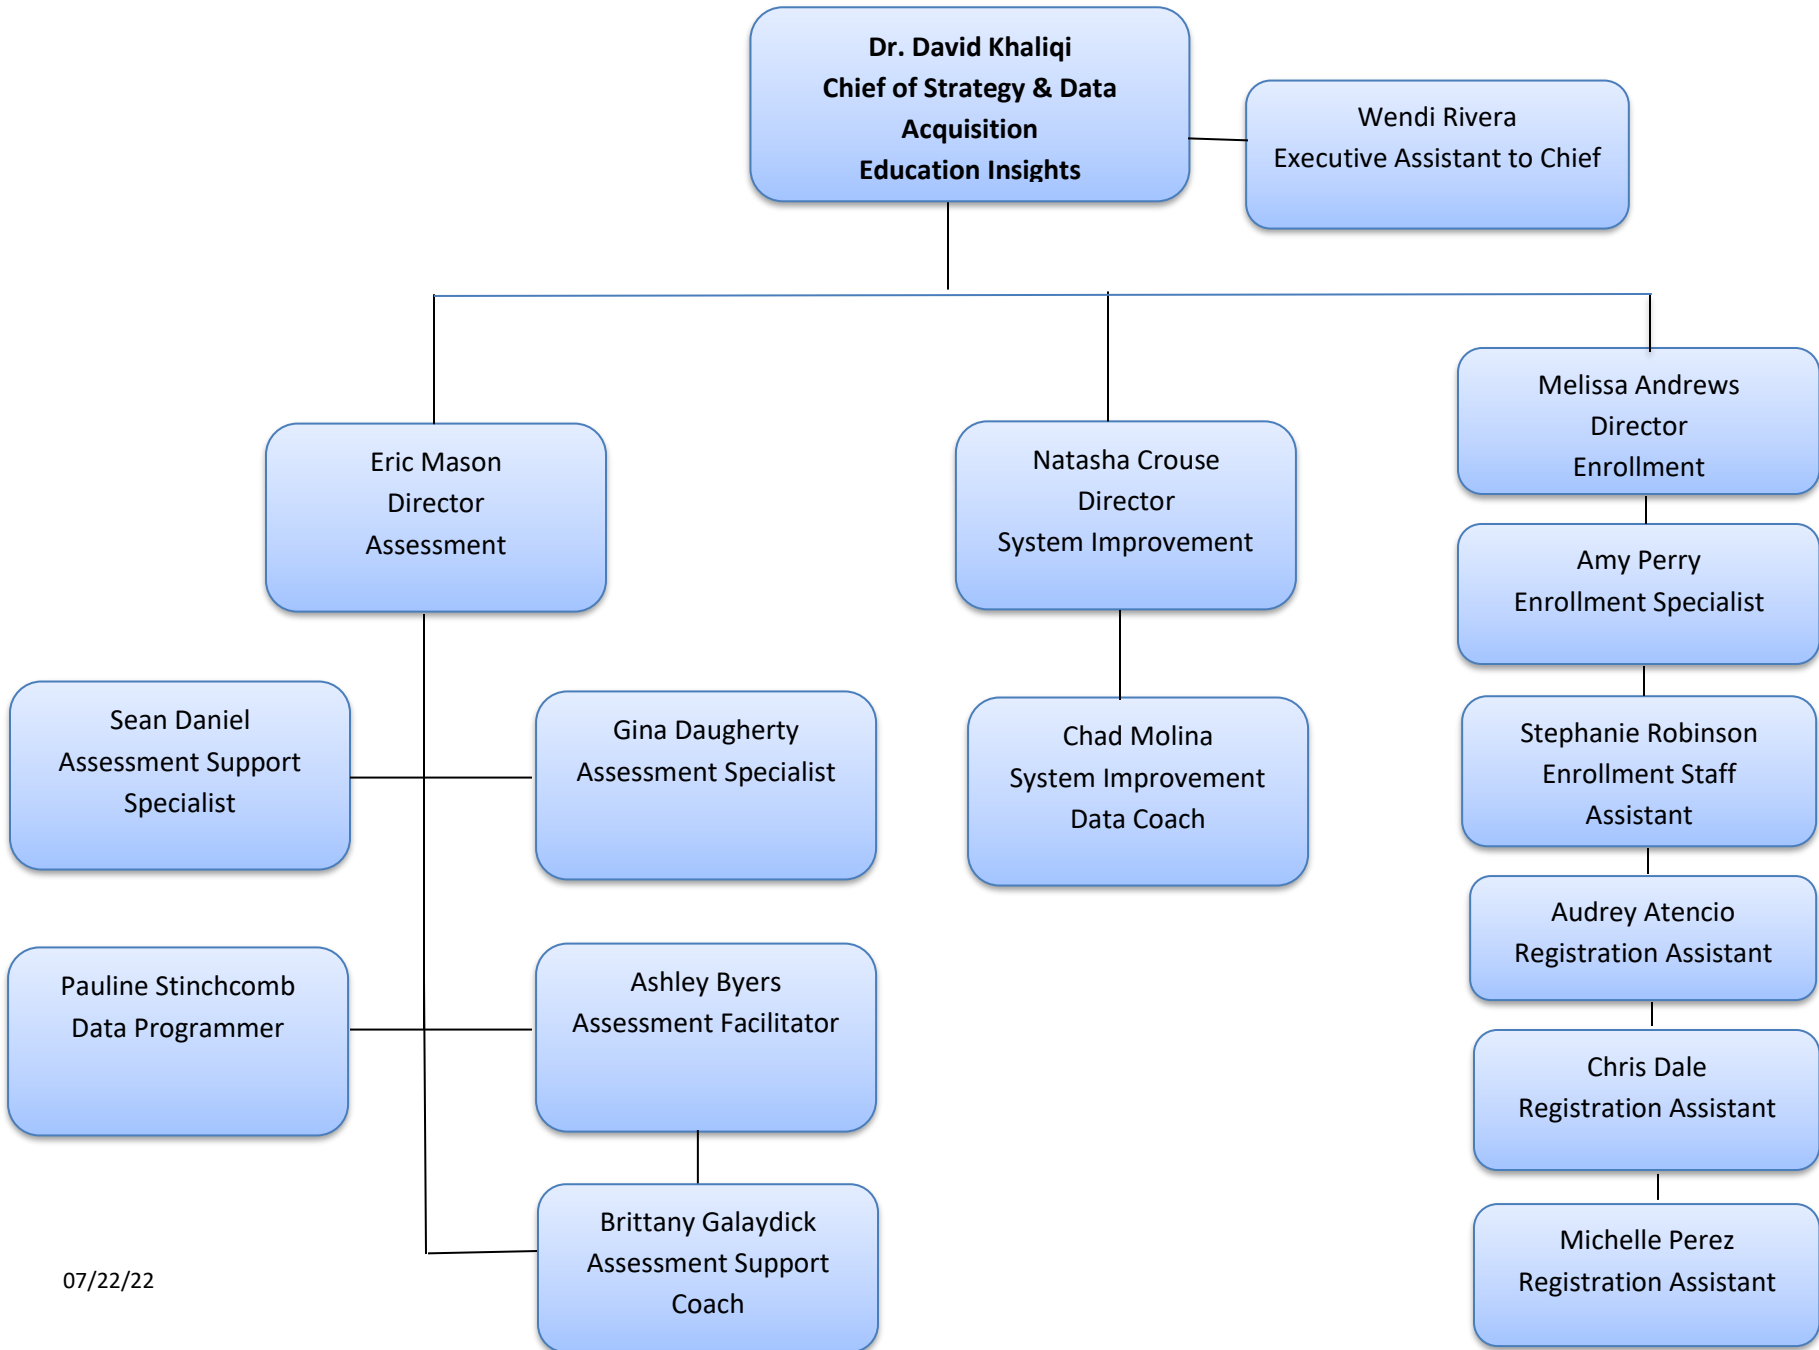 Dr. David Khaliqi
Chief of Strategy & Data
Acquisition
Education Insights
Wendi Rivera
Executive Assistant to Chief
Eric Mason
Director
Assessment
Natasha Crouse
Director
System Improvement
Melissa Andrews
Director
Enrollment
Amy Perry
Enrollment Specialist
Sean Daniel
Assessment Support
Specialist
Gina Daugherty
Assessment Specialist
Chad Molina
System Improvement
Data Coach
Stephanie Robinson
Enrollment Staff
Assistant
Audrey Atencio
Registration Assistant
Pauline Stinchcomb
Data Programmer
Ashley Byers
Assessment Facilitator
Chris Dale
Registration Assistant
Brittany Galaydick
Assessment Support
Coach
Michelle Perez
Registration Assistant
07/22/22